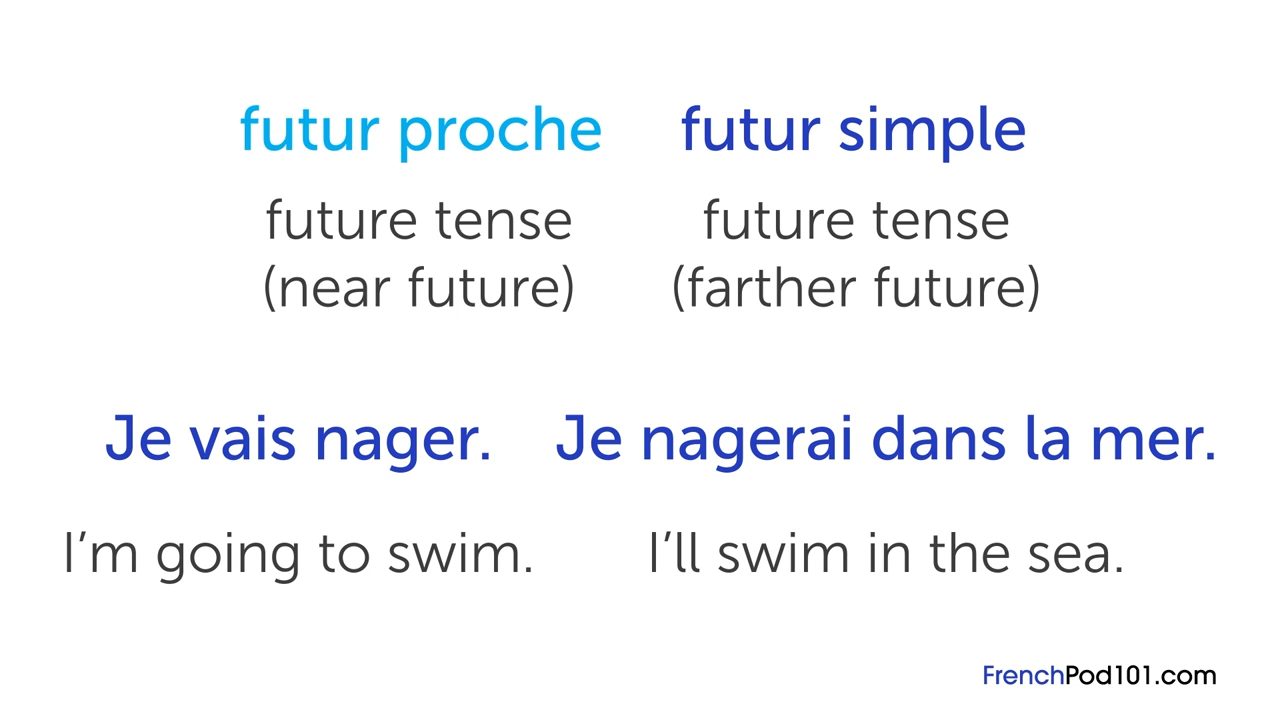 futur proche
futur simple
future tense
(near future)
future tense
(farther future)
Je vais nager.
Je nagerai dans la mer.
I’m going to swim.
I’ll swim in the sea.
FrenchPod101.com